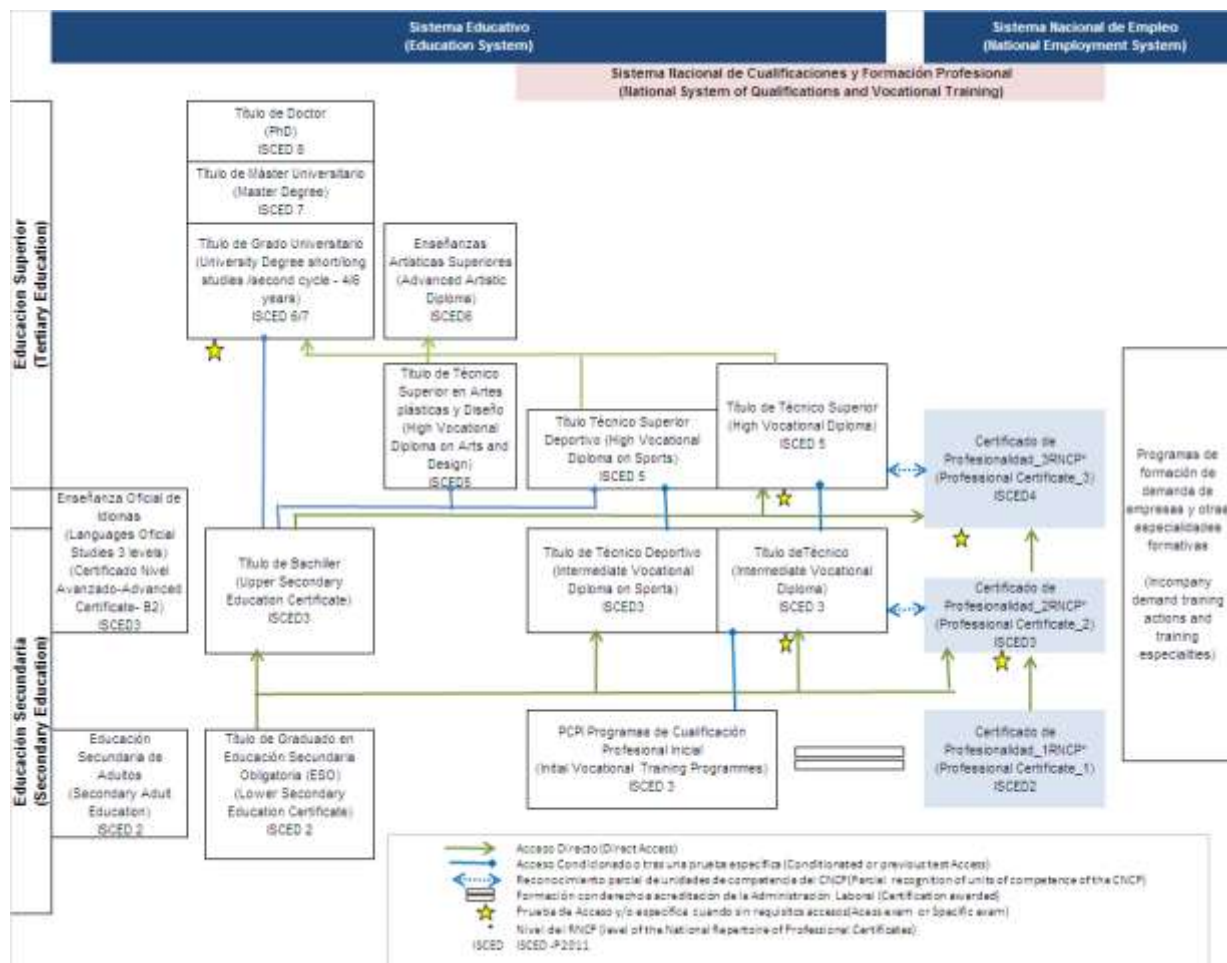 Sistema Educativo
(Education System)
Sistema Nacional de Empleo
(National Employment System)
Sistema Nacional de Cualificaciones y Formación Profesional
(National System of Qualifications and Vocational Training)
Educacion Superior
(Tertiary Education)
Título de Doctor
(PhD)
ISCED 8
Título de Máster Universitario
(Master Degree)
ISCED 7
Título de Grado Universitario
(University Degree short/long
studies /second cycle - 4/6
years)
ISCED 6/7
Enseñanzas
Artísticas Superiores
(Advanced Artistic
Diploma)
ISCED6
Título de Técnico
Superior en Artes
plásticas y Diseño
(High Vocational
Diploma on Arts and
Design)
ISCED5
Título Técnico Superior
Deportivo (High Vocational
Diploma on Sports)
ISCED 5
Título de Técnico Superior
(High Vocational Diploma)
ISCED 5
Certificado de
Profesionalidad_3RNCP*
(Professional Certificate_3)
ISCED4
Programas de
formación de
demanda de
empresas y otras
especialidades
formativas
(Incompany
demand training
actions and
training
especialities)
Educación Secundaria
(Secondary Education)
Enseñanza Oficial de
Idiomas
(Languages Oficial
Studies 3 levels)
(Certificado Nivel
Avanzado-Advanced
Certificate- B2)
ISCED3
Título de Bachiller
(Upper Secondary
Education Certificate)
ISCED3
Título de Técnico Deportivo
(Intermediate Vocational
Diploma on Sports)
ISCED3
Título deTécnico
(Intermediate Vocational
Diploma)
ISCED 3
Certificado de
Profesionalidad_2RNCP*
(Professional Certificate_2)
ISCED3
Educación
Secundaria de
Adultos
(Secondary Adult
Education)
ISCED 2
Título de Graduado en
Educación Secundaria
Obligatoria (ESO)
(Lower Secondary
Education Certificate)
ISCED 2
PCPI Programas de Cualificación
Profesional Inicial
(Initial Vocational Training Programmes)
ISCED 3
Certificado de
Profesionalidad_1RNCP*
(Professional Certificate_1)
ISCED2
Acceso Directo (Direct Access)
Acceso Condicionado o tras una prueba específica (Conditionated or previous test Access)
Reconocimiento parcial de unidades de competencia del CNCP(Parcial recognition of units of competence of the CNCP)
Formación con derecho a acreditación de la Administración Laboral (Certification awarded)
Prueba de Acceso y/o específica cuando sin requisitos accesos(Acess exam or Specific exam)
* Nivel del RNCP (level of the National Repertoire of Professional Certificates)
ISCED ISCED -P2011